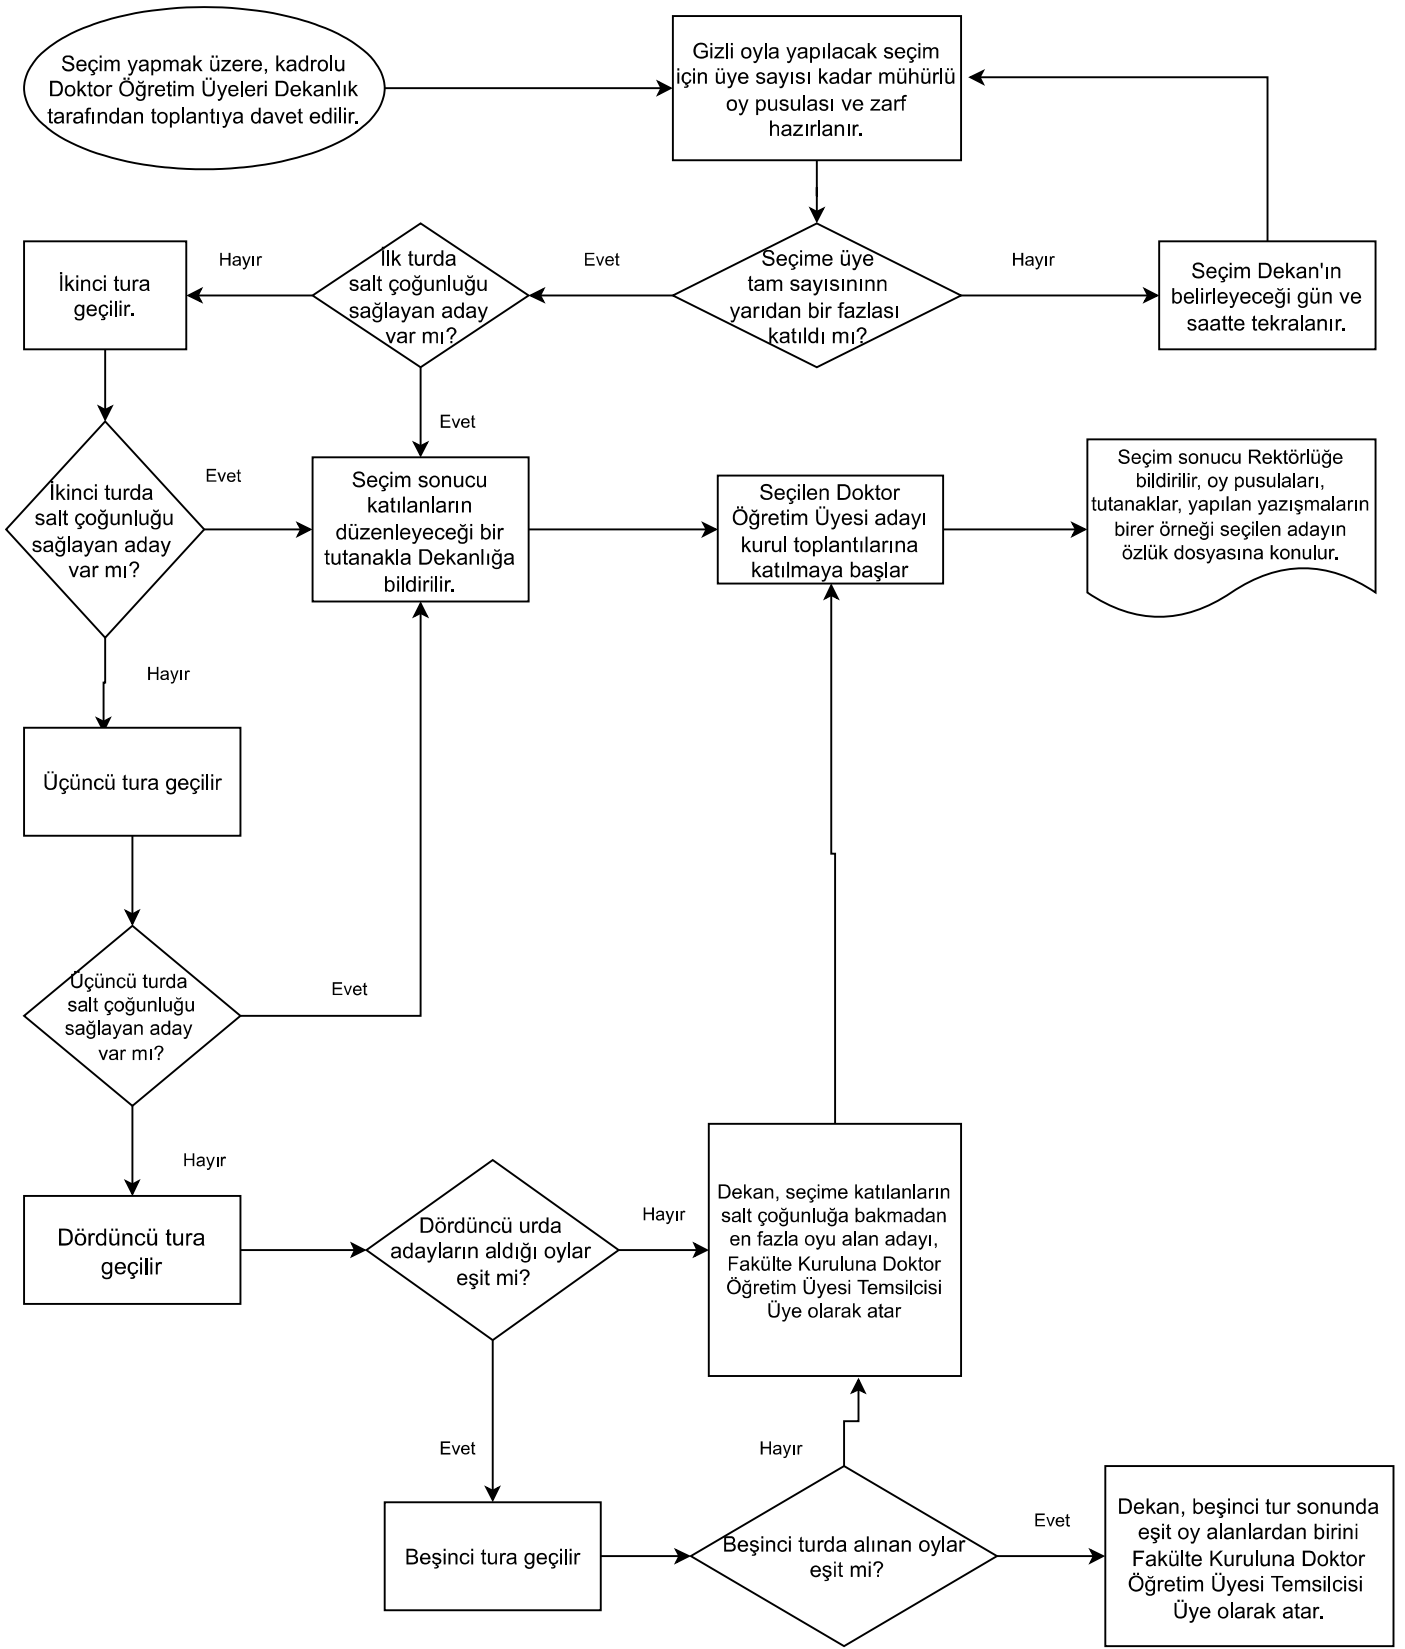 Seçim yapmak üzere, kadrolu
Doktor Öğretim Üyeleri Dekanlık
tarafından toplantıya davet edilir.
Gizli oyla yapılacak seçim
için üye sayısı kadar mühürlü
oy pusulası ve zarf
hazırlanır.
İkinci tura
geçilir.
Hayır
İlk turda
salt çoğunluğu
sağlayan aday
var mı?
Evet
Seçime üye
tam sayısınınn
yarıdan bir fazlası
katıldı mı?
Hayır
Seçim Dekan'ın
belirleyeceği gün ve
saatte tekralanır.
Evet
İkinci turda
salt çoğunluğu
sağlayan aday
var mı?
Evet
Seçim sonucu
katılanların
düzenleyeceği bir
tutanakla Dekanlığa
bildirilir.
Seçilen Doktor
Öğretim Üyesi adayı
kurul toplantılarına
katılmaya başlar
Seçim sonucu Rektörlüğe
bildirilir, oy pusulaları,
tutanaklar, yapılan yazışmaların
birer örneği seçilen adayın
özlük dosyasına konulur.
Hayır
Üçüncü tura geçilir
Üçüncü turda
salt çoğunluğu
sağlayan aday
var mı?
Evet
Hayır
Dördüncü tura
geçilir
Dördüncü urda
adayların aldığı oylar
eşit mi?
Hayır
Dekan, seçime katılanların
salt çoğunluğa bakmadan
en fazla oyu alan adayı,
Fakülte Kuruluna Doktor
Öğretim Üyesi Temsilcisi
Üye olarak atar
Evet
Hayır
Beşinci tura geçilir
Beşinci turda alınan oylar
eşit mi?
Evet
Dekan, beşinci tur sonunda
eşit oy alanlardan birini
Fakülte Kuruluna Doktor
Öğretim Üyesi Temsilcisi
Üye olarak atar.